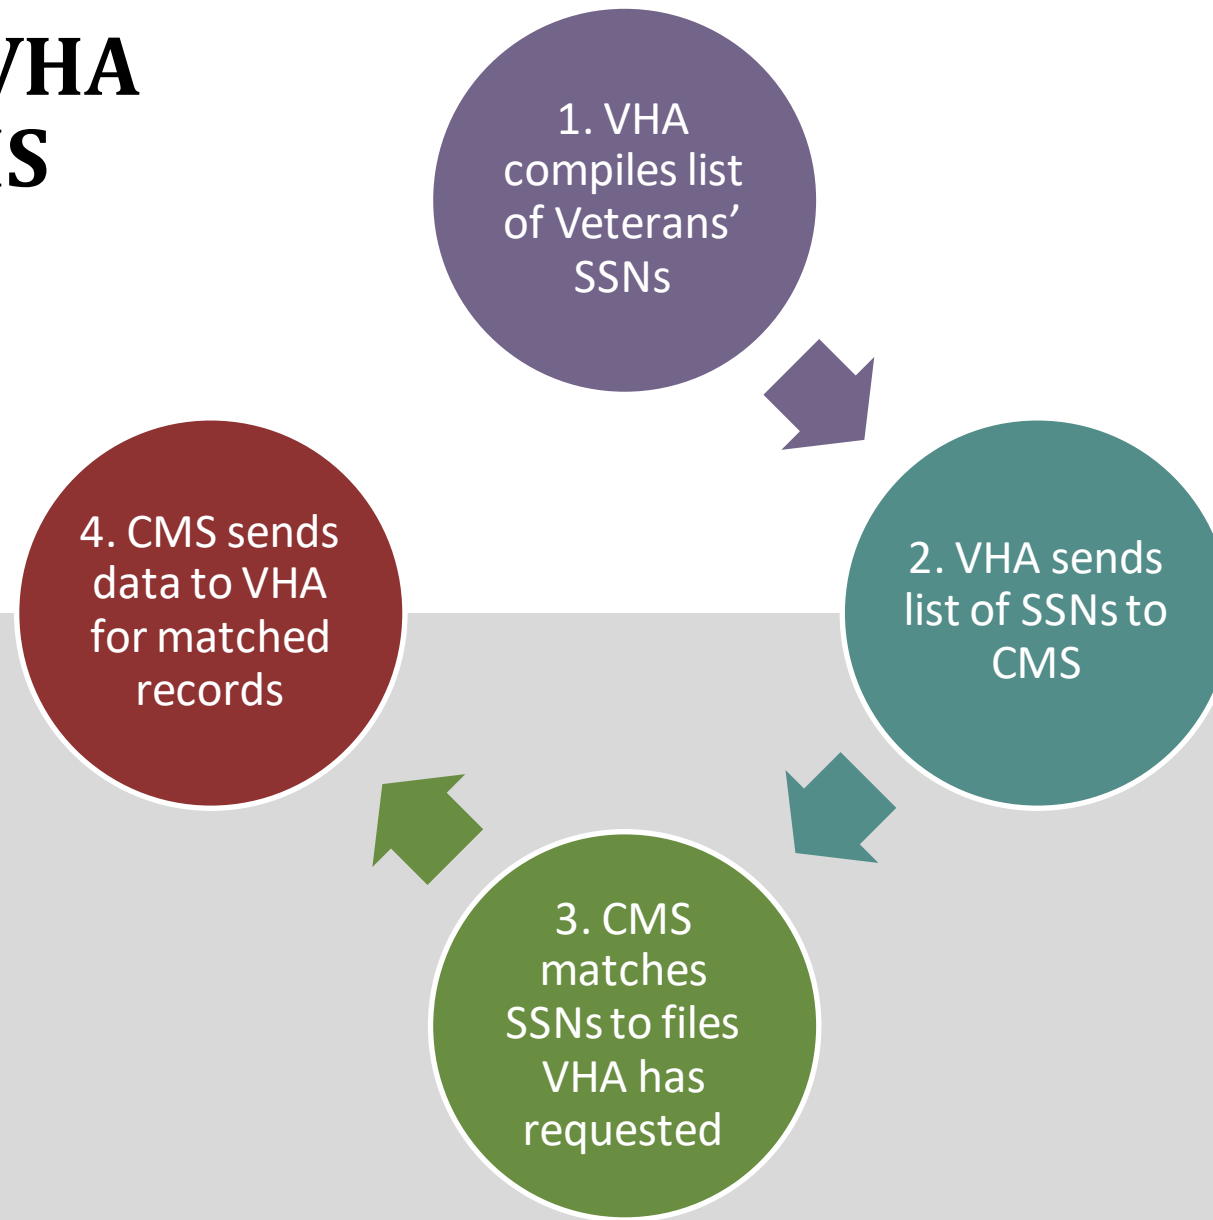 VHA
MS
1. VHA
compiles list
of Veterans’
SSNs
2. VHA sends
list of SSNs to
CMS
3. CMS
matches
SSNs to files
VHA has
requested
4. CMS sends
data to VHA
for matched
records